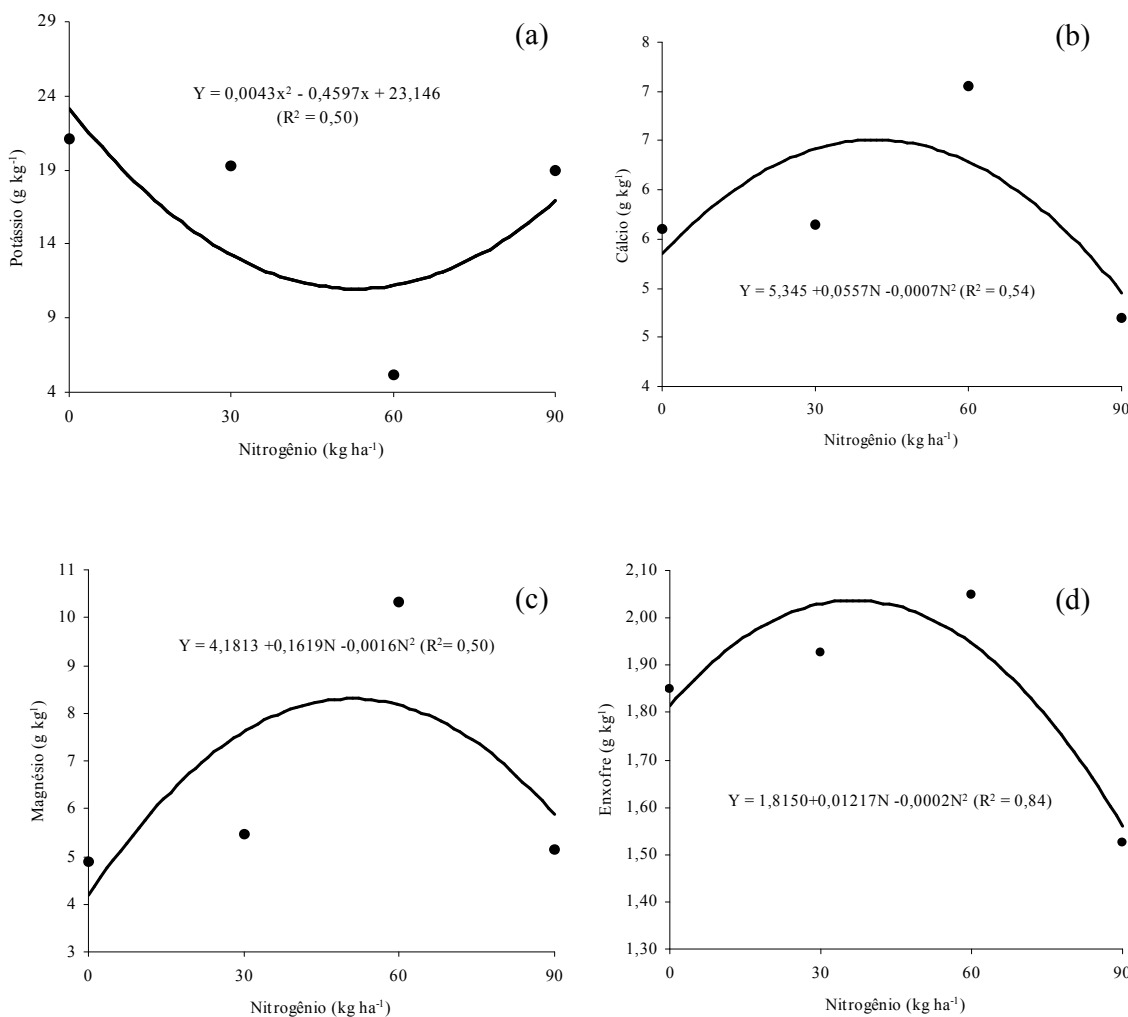 (a)
29
24
19
14
9
4
Y = 0,0043x² - 0,4597x + 23,146
(R² = 0,50)
Potássio (g kg⁻¹)
0 30 60 90
Nitrogênio (kg ha⁻¹)
(b)
8
7
7
6
6
5
5
4
Y = 5,345 +0,0557N -0,0007N² (R² = 0,54)
Cálcio (g kg¹)
0 30 60 90
Nitrogênio (kg ha⁻¹)
(c)
11
10
9
8
7
6
5
4
3
Y = 4,1813 +0,1619N -0,0016N² (R²= 0,50)
Magnésio (g kg¹)
0 30 60 90
Nitrogênio (kg ha⁻¹)
(d)
2,10
2,00
1,90
1,80
1,70
1,60
1,50
1,40
1,30
Y = 1,8150+0,01217N -0,0002N² (R² = 0,84)
Enxofre (g kg¹)
0 30 60 90
Nitrogênio (kg ha⁻¹)